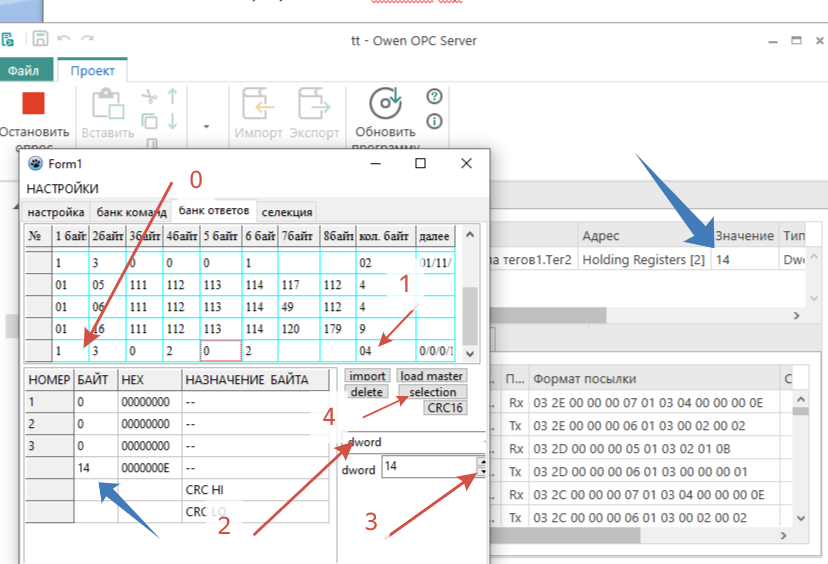 tt - Owen OPC Server
Файл Проект
Остановить
опрос
Вставить
Импорт Экспорт
Обновить
программу
Form1
НАСТРОЙКИ
настройка банк команд банк ответов селекция
№ 1 байт 2байт 3байт 4байт 5 байт 6 байт 7байт 8байт кол. байт далее
1 3 0 0 0 1 02 01/11/
01 05 111 112 113 114 117 112 4
01 06 111 112 113 114 49 112 4
01 16 111 112 113 114 120 179 9
1 3 0 2 0 2 04 0/0/0/1
НОМЕР БАЙТ HEX НАЗНАЧЕНИЕ БАЙТА
1 0 00000000 --
2 0 00000000 --
3 0 00000000 --
14 0000000E --
CRC HI
CRC LO
import load master
delete selection
CRC16
dword
dword 14
0
1
2
3
4
Адрес Значение Тип
па тегов1.Тег2 Holding Registers [2] 14 Dwo
П... Формат посылки
Rx 03 2E 00 00 00 07 01 03 04 00 00 00 0E
Tx 03 2E 00 00 00 06 01 03 00 02 00 02
Rx 03 2D 00 00 00 05 01 03 02 01 0B
Tx 03 2D 00 00 00 06 01 03 00 00 00 01
Rx 03 2C 00 00 00 07 01 03 04 00 00 00 0E
Tx 03 2C 00 00 00 06 01 03 00 02 00 02